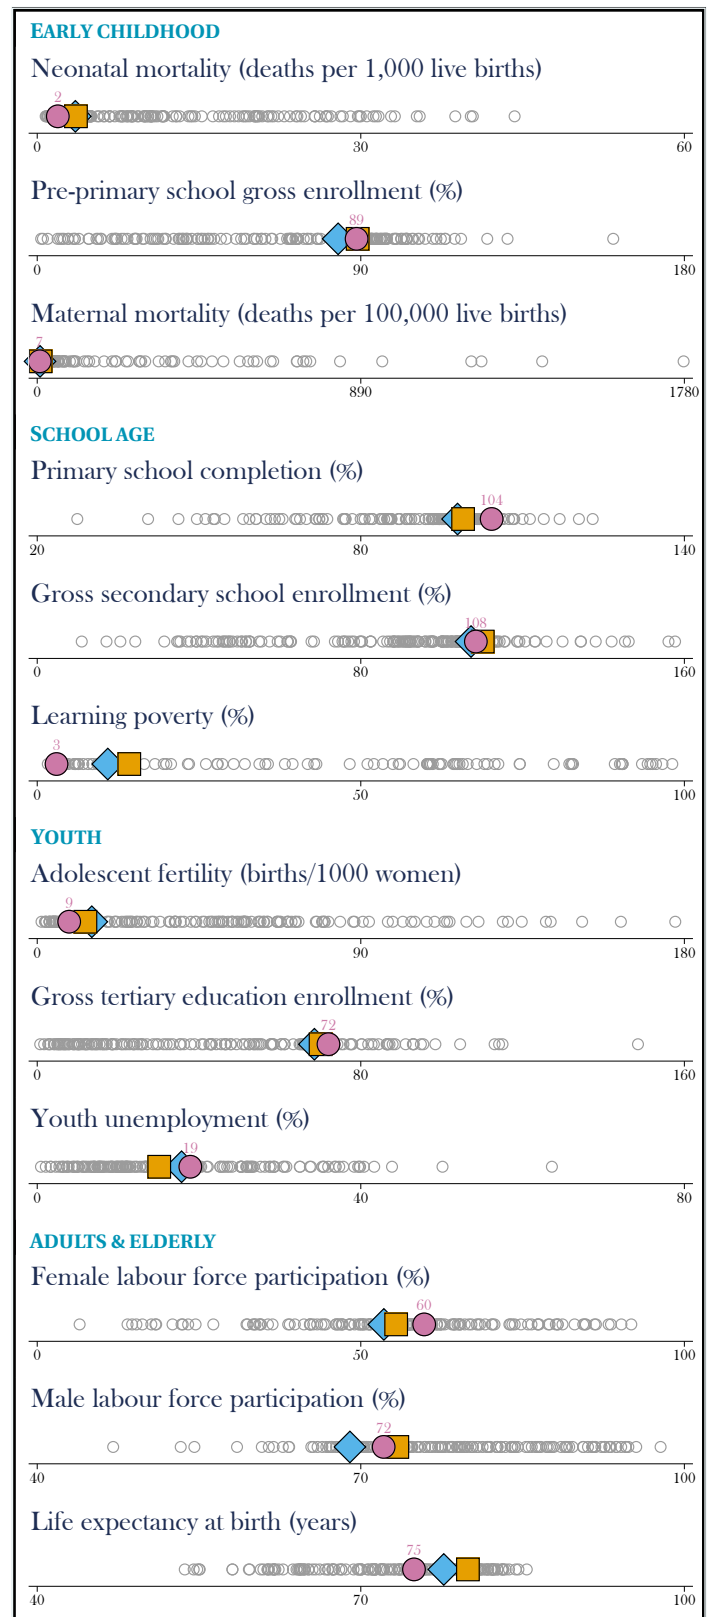 EARLY CHILDHOOD
Neonatal mortality (deaths per 1,000 live births)
2
0 30 60
Pre-primary school gross enrollment (%)
89
0 90 180
Maternal mortality (deaths per 100,000 live births)
7
0 890 1780
SCHOOL AGE
Primary school completion (%)
104
20 80 140
Gross secondary school enrollment (%)
108
0 80 160
Learning poverty (%)
3
0 50 100
YOUTH
Adolescent fertility (births/1000 women)
9
0 90 180
Gross tertiary education enrollment (%)
72
0 80 160
Youth unemployment (%)
19
0 40 80
ADULTS & ELDERLY
Female labour force participation (%)
60
0 50 100
Male labour force participation (%)
72
40 70 100
Life expectancy at birth (years)
75
40 70 100